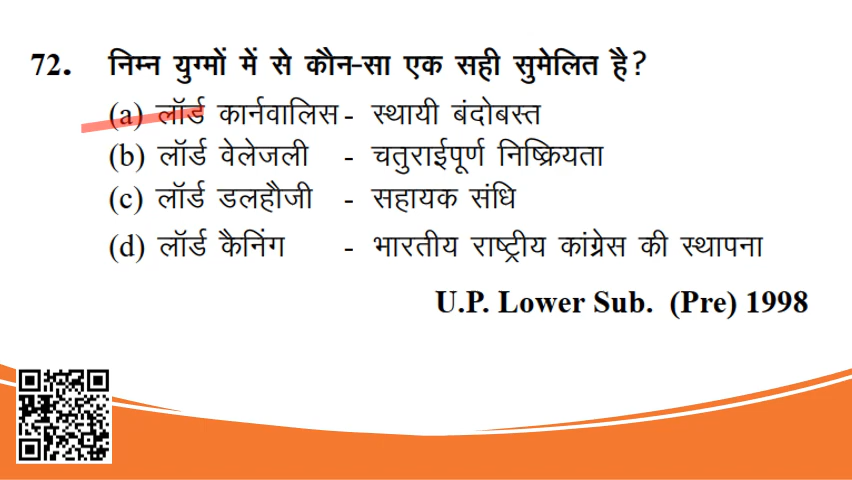 72. निम्न युग्मों में से कौन-सा एक सही सुमेलित है?
(a) लॉर्ड कार्नवालिस - स्थायी बंदोबस्त
(b) लॉर्ड वेलेजली - चतुराईपूर्ण निष्क्रियता
(c) लॉर्ड डलहौजी - सहायक संधि
(d) लॉर्ड कैनिंग - भारतीय राष्ट्रीय कांग्रेस की स्थापना
U.P. Lower Sub. (Pre) 1998